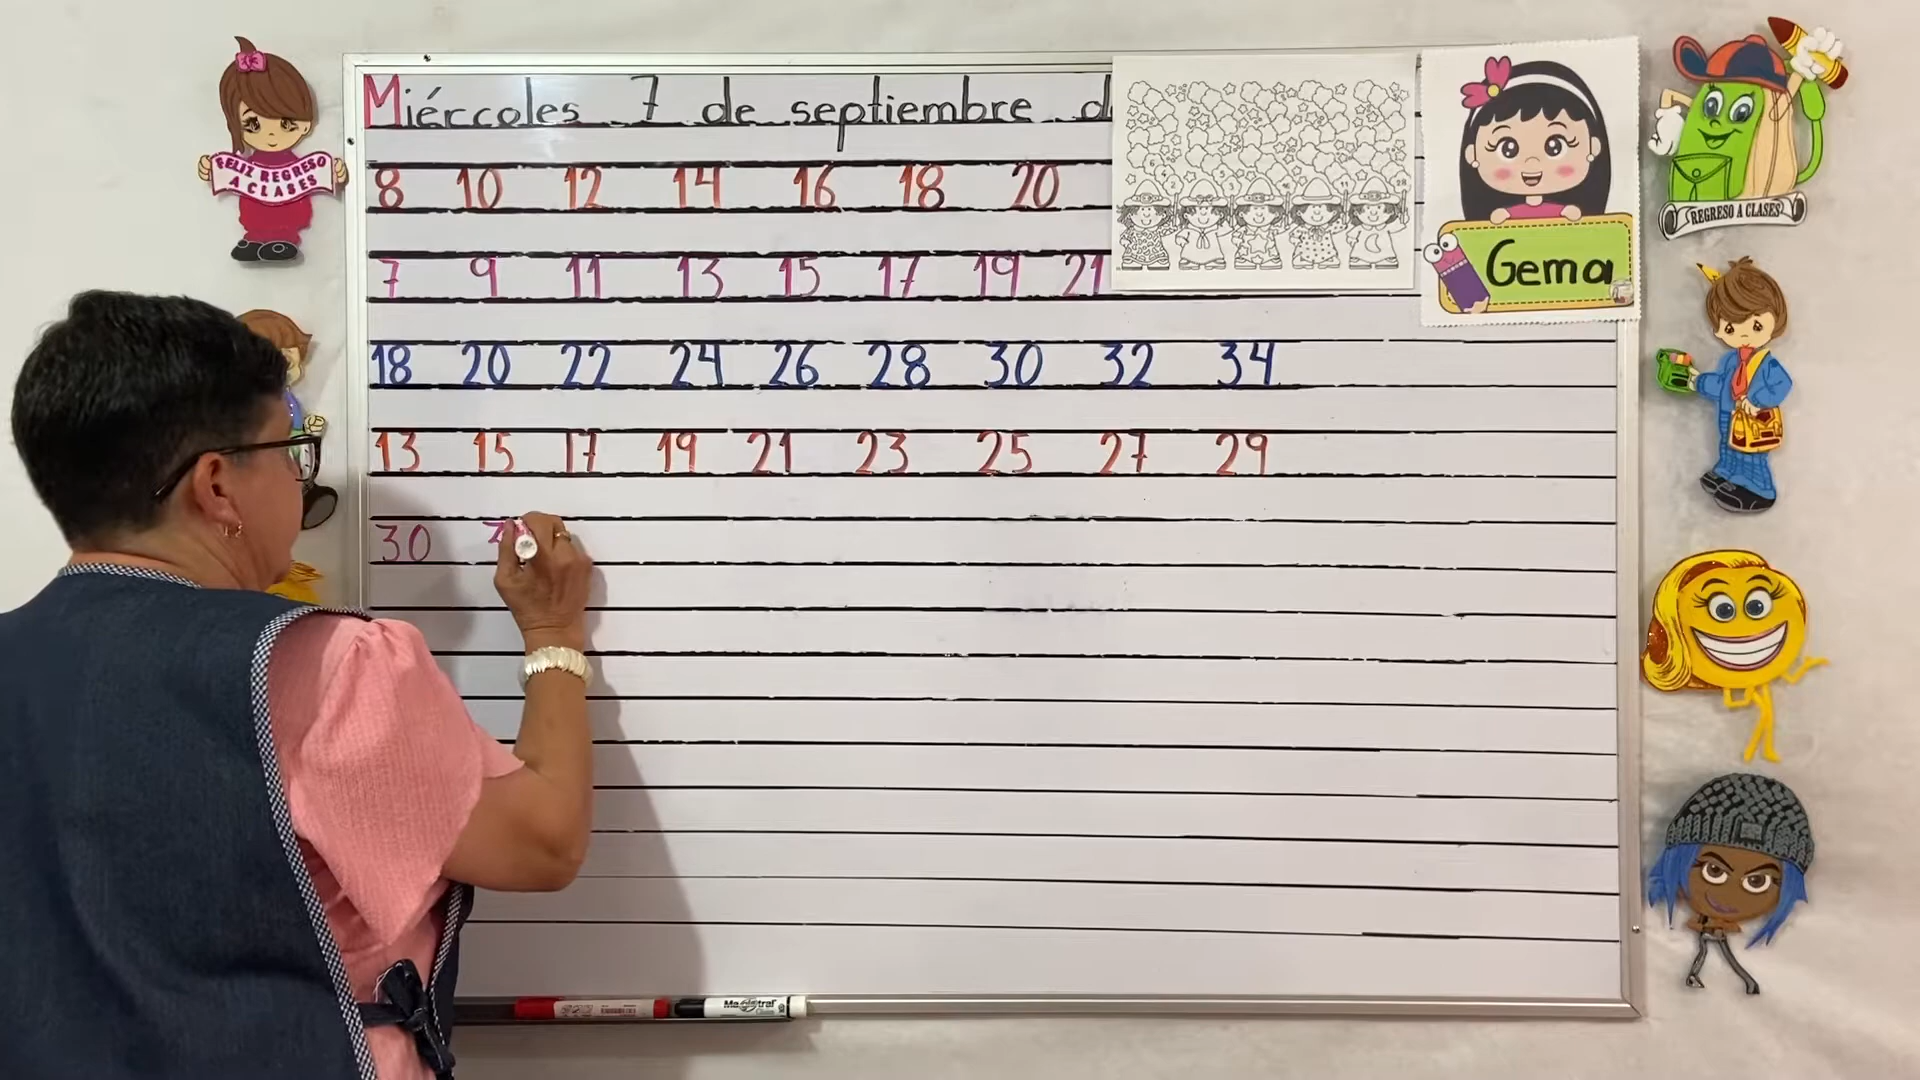 Miércoles 7 de septiembre
8 10 12 14 16 18 20
7 9 11 13 15 17 19 21
18 20 22 24 26 28 30 32 34
13 15 17 19 21 23 25 27 29
30
Gema
FELIZ REGRESO
A CLASES
REGRESO A CLASES
Magistral